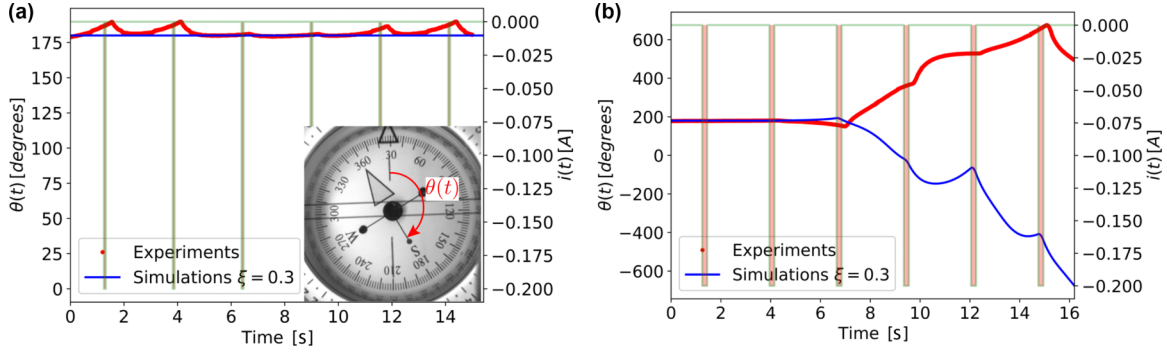 (a)
θ(t) [degrees]
175
150
125
100
75
50
25
0
0 2 4 6 8 10 12 14
Time [s]
0.000
−0.025
−0.050
−0.075
−0.100
−0.125
−0.150
−0.175
−0.200
i(t) [A]
Experiments
Simulations ξ = 0.3
330 360 30 60
300 θ(t) 120
270 W S
240 210 180 150
(b)
θ(t) [degrees]
600
400
200
0
−200
−400
−600
0 2 4 6 8 10 12 14 16
Time [s]
0.000
−0.025
−0.050
−0.075
−0.100
−0.125
−0.150
−0.175
−0.200
i(t) [A]
Experiments
Simulations ξ = 0.3